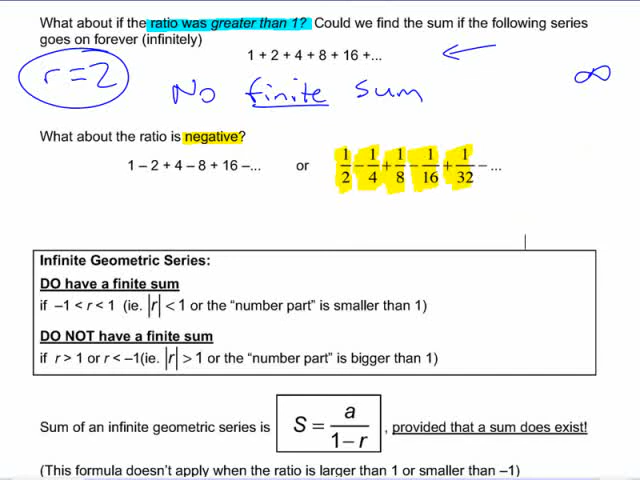 What about if the ratio was greater than 1? Could we find the sum if the following series
goes on forever (infinitely)
1 + 2 + 4 + 8 + 16 +...
r = 2
No finite sum
∞
What about the ratio is negative?
1 – 2 + 4 – 8 + 16 –... or 1/2 − 1/4 + 1/8 − 1/16 + 1/32 − ...
Infinite Geometric Series:
DO have a finite sum
if –1 < r < 1 (ie. |r| < 1 or the “number part” is smaller than 1)
DO NOT have a finite sum
if r > 1 or r < –1(ie. |r| > 1 or the “number part” is bigger than 1)
Sum of an infinite geometric series is S = a/(1−r) , provided that a sum does exist!
(This formula doesn’t apply when the ratio is larger than 1 or smaller than –1)